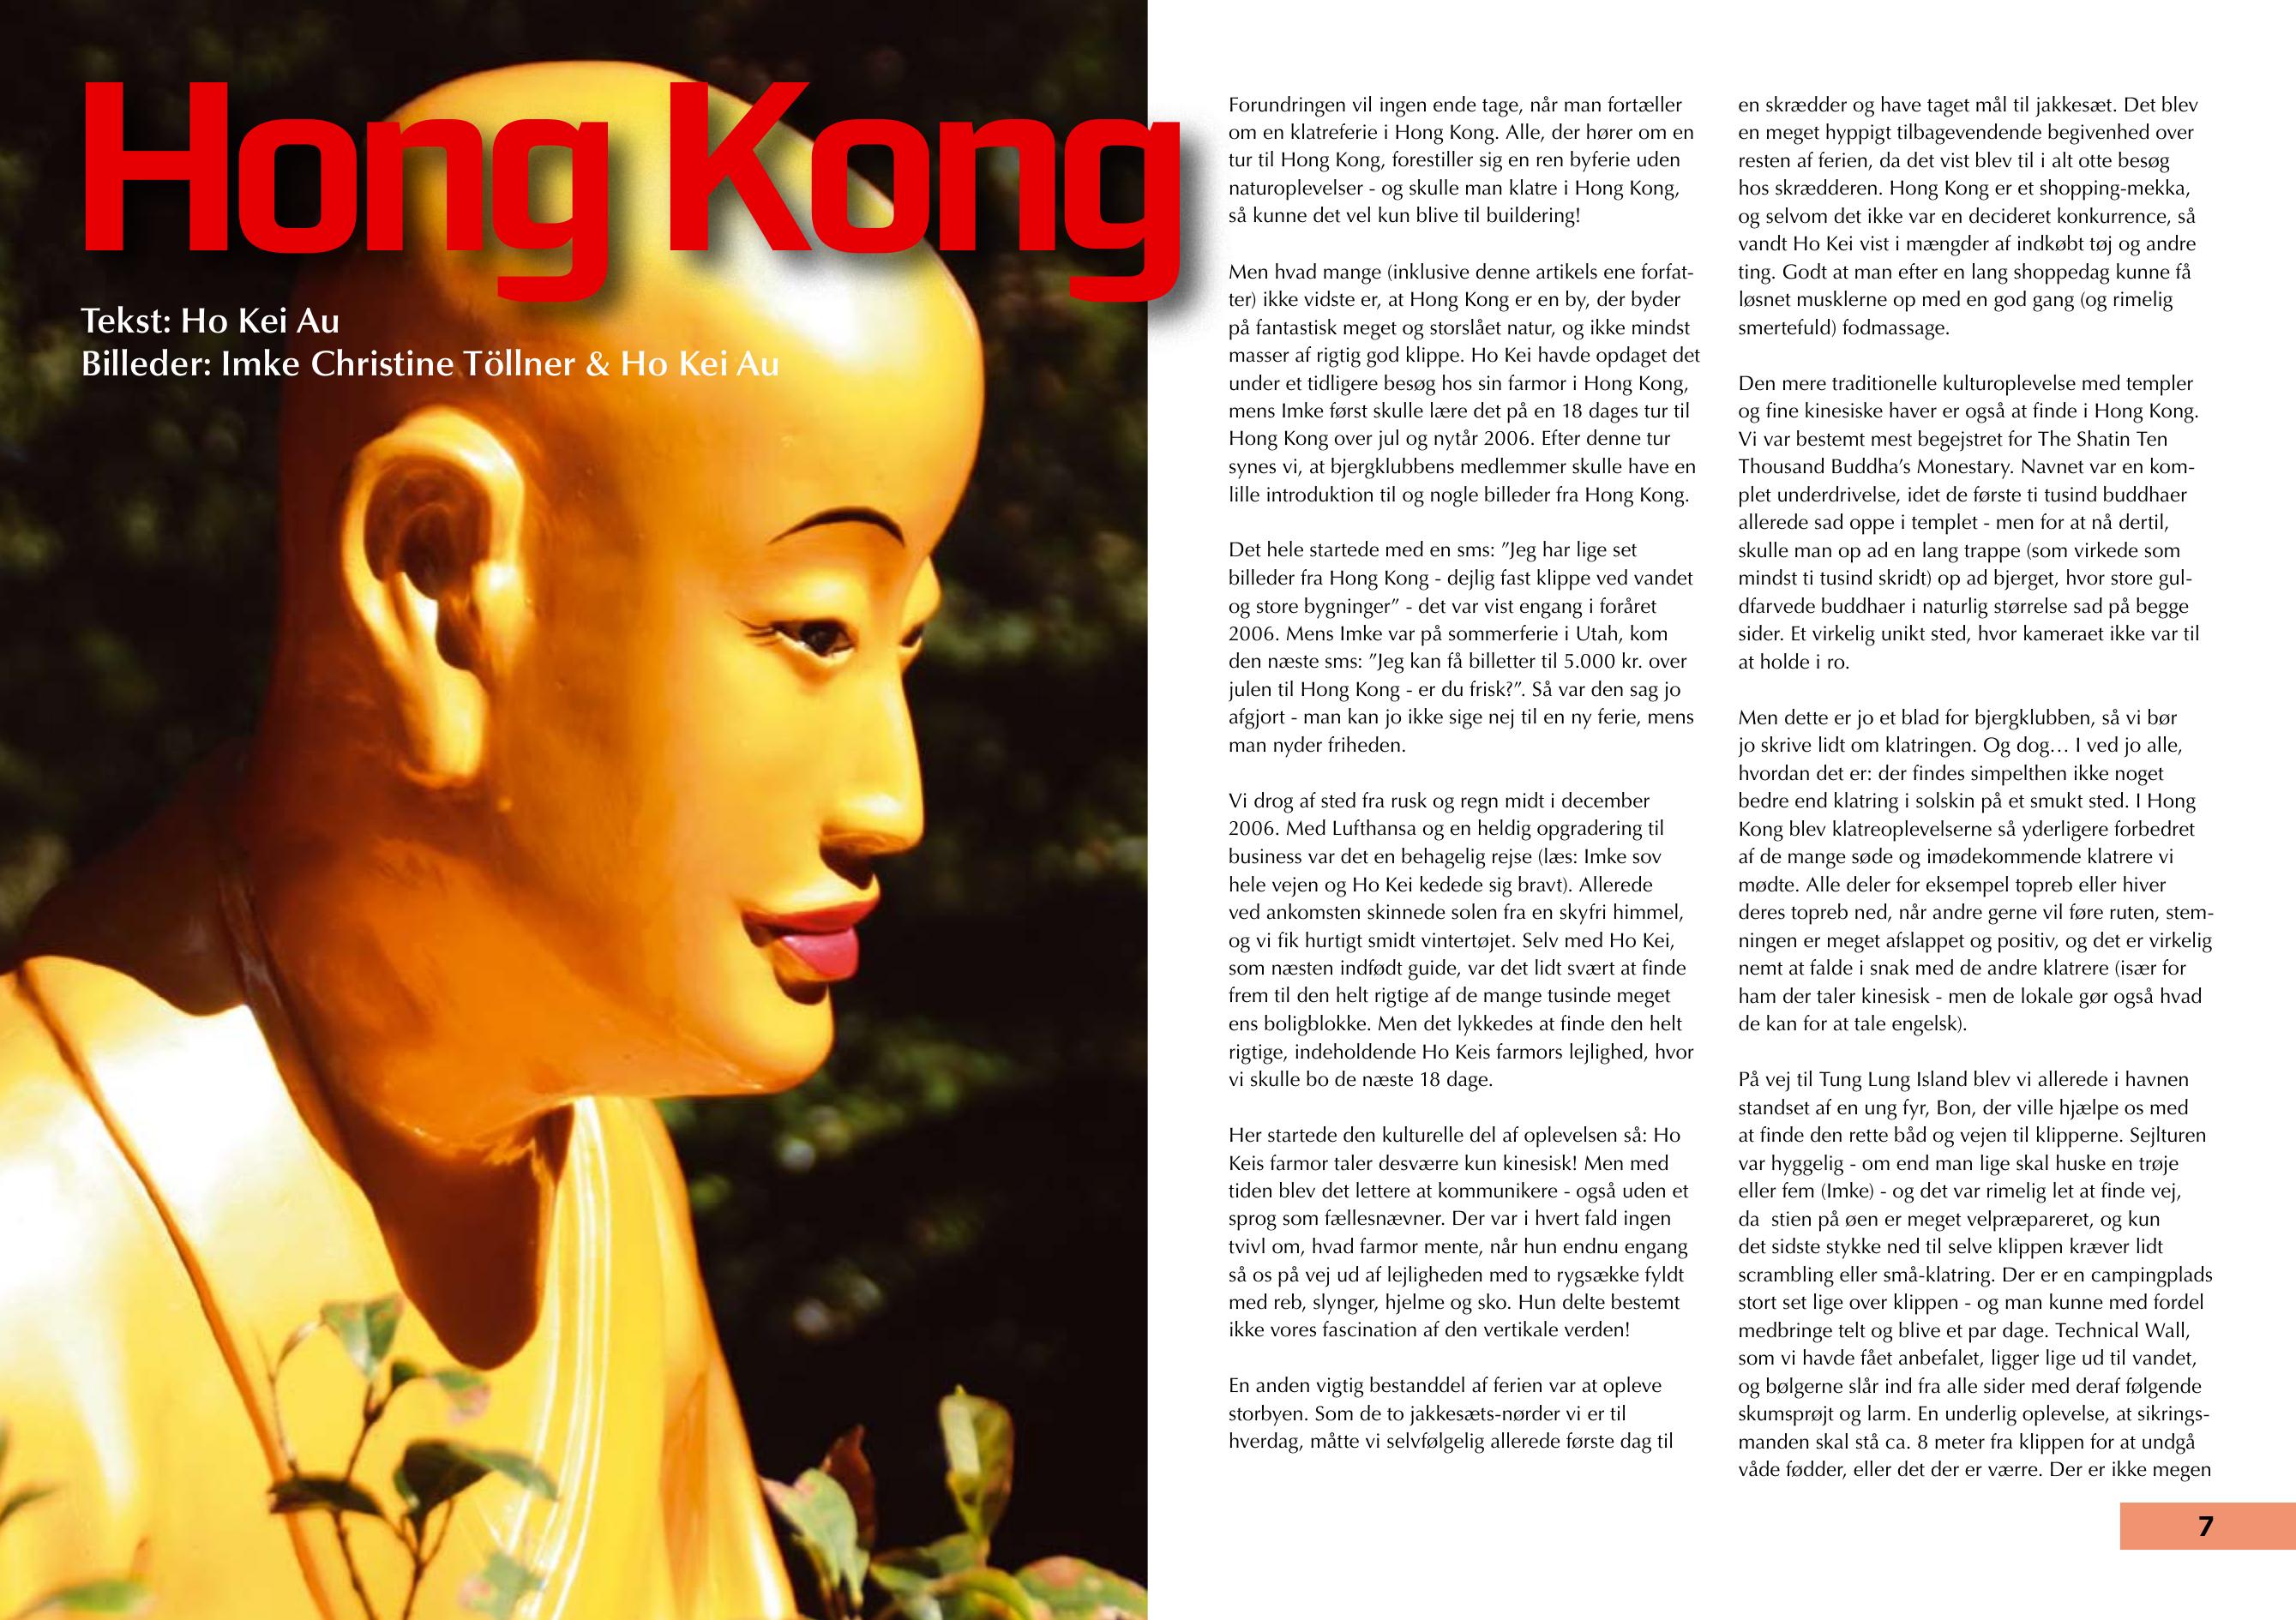 Hong Kong
Tekst: Ho Kei Au
Billeder: Imke Christine Töllner & Ho Kei Au
Forundringen vil ingen ende tage, når man fortæller
om en klatreferie i Hong Kong. Alle, der hører om en
tur til Hong Kong, forestiller sig en ren byferie uden
naturoplevelser - og skulle man klatre i Hong Kong,
så kunne det vel kun blive til buildering!
Men hvad mange (inklusive denne artikels ene forfat-
ter) ikke vidste er, at Hong Kong er en by, der byder
på fantastisk meget og storslået natur, og ikke mindst
masser af rigtig god klippe. Ho Kei havde opdaget det
under et tidligere besøg hos sin farmor i Hong Kong,
mens Imke først skulle lære det på en 18 dages tur til
Hong Kong over jul og nytår 2006. Efter denne tur
synes vi, at bjergklubbens medlemmer skulle have en
lille introduktion til og nogle billeder fra Hong Kong.
Det hele startede med en sms: ”Jeg har lige set
billeder fra Hong Kong - dejlig fast klippe ved vandet
og store bygninger” - det var vist engang i foråret
2006. Mens Imke var på sommerferie i Utah, kom
den næste sms: ”Jeg kan få billetter til 5.000 kr. over
julen til Hong Kong - er du frisk?”. Så var den sag jo
afgjort - man kan jo ikke sige nej til en ny ferie, mens
man nyder friheden.
Vi drog af sted fra rusk og regn midt i december
2006. Med Lufthansa og en heldig opgradering til
business var det en behagelig rejse (læs: Imke sov
hele vejen og Ho Kei kedede sig bravt). Allerede
ved ankomsten skinnede solen fra en skyfri himmel,
og vi fik hurtigt smidt vintertøjet. Selv med Ho Kei,
som næsten indfødt guide, var det lidt svært at finde
frem til den helt rigtige af de mange tusinde meget
ens boligblokke. Men det lykkedes at finde den helt
rigtige, indeholdende Ho Keis farmors lejlighed, hvor
vi skulle bo de næste 18 dage.
Her startede den kulturelle del af oplevelsen så: Ho
Keis farmor taler desværre kun kinesisk! Men med
tiden blev det lettere at kommunikere - også uden et
sprog som fællesnævner. Der var i hvert fald ingen
tvivl om, hvad farmor mente, når hun endnu engang
så os på vej ud af lejligheden med to rygsække fyldt
med reb, slynger, hjelme og sko. Hun delte bestemt
ikke vores fascination af den vertikale verden!
En anden vigtig bestanddel af ferien var at opleve
storbyen. Som de to jakkesæts-nørder vi er til
hverdag, måtte vi selvfølgelig allerede første dag til
en skrædder og have taget mål til jakkesæt. Det blev
en meget hyppigt tilbagevendende begivenhed over
resten af ferien, da det vist blev til i alt otte besøg
hos skrædderen. Hong Kong er et shopping-mekka,
og selvom det ikke var en decideret konkurrence, så
vandt Ho Kei vist i mængder af indkøbt tøj og andre
ting. Godt at man efter en lang shoppedag kunne få
løsnet musklerne op med en god gang (og rimelig
smertefuld) fodmassage.
Den mere traditionelle kulturoplevelse med templer
og fine kinesiske haver er også at finde i Hong Kong.
Vi var bestemt mest begejstret for The Shatin Ten
Thousand Buddha’s Monestary. Navnet var en kom-
plet underdrivelse, idet de første ti tusind buddhaer
allerede sad oppe i templet - men for at nå dertil,
skulle man op ad en lang trappe (som virkede som
mindst ti tusind skridt) op ad bjerget, hvor store gul-
dfarvede buddhaer i naturlig størrelse sad på begge
sider. Et virkelig unikt sted, hvor kameraet ikke var til
at holde i ro.
Men dette er jo et blad for bjergklubben, så vi bør
jo skrive lidt om klatringen. Og dog… I ved jo alle,
hvordan det er: der findes simpelthen ikke noget
bedre end klatring i solskin på et smukt sted. I Hong
Kong blev klatreoplevelserne så yderligere forbedret
af de mange søde og imødekommende klatrere vi
mødte. Alle deler for eksempel topreb eller hiver
deres topreb ned, når andre gerne vil føre ruten, stem-
ningen er meget afslappet og positiv, og det er virkelig
nemt at falde i snak med de andre klatrere (især for
ham der taler kinesisk - men de lokale gør også hvad
de kan for at tale engelsk).
På vej til Tung Lung Island blev vi allerede i havnen
standset af en ung fyr, Bon, der ville hjælpe os med
at finde den rette båd og vejen til klipperne. Sejlturen
var hyggelig - om end man lige skal huske en trøje
eller fem (Imke) - og det var rimelig let at finde vej,
da  stien på øen er meget velpræpareret, og kun
det sidste stykke ned til selve klippen kræver lidt
scrambling eller små-klatring. Der er en campingplads
stort set lige over klippen - og man kunne med fordel
medbringe telt og blive et par dage. Technical Wall,
som vi havde fået anbefalet, ligger lige ud til vandet,
og bølgerne slår ind fra alle sider med deraf følgende
skumsprøjt og larm. En underlig oplevelse, at sikrings-
manden skal stå ca. 8 meter fra klippen for at undgå
våde fødder, eller det der er værre. Der er ikke megen
7